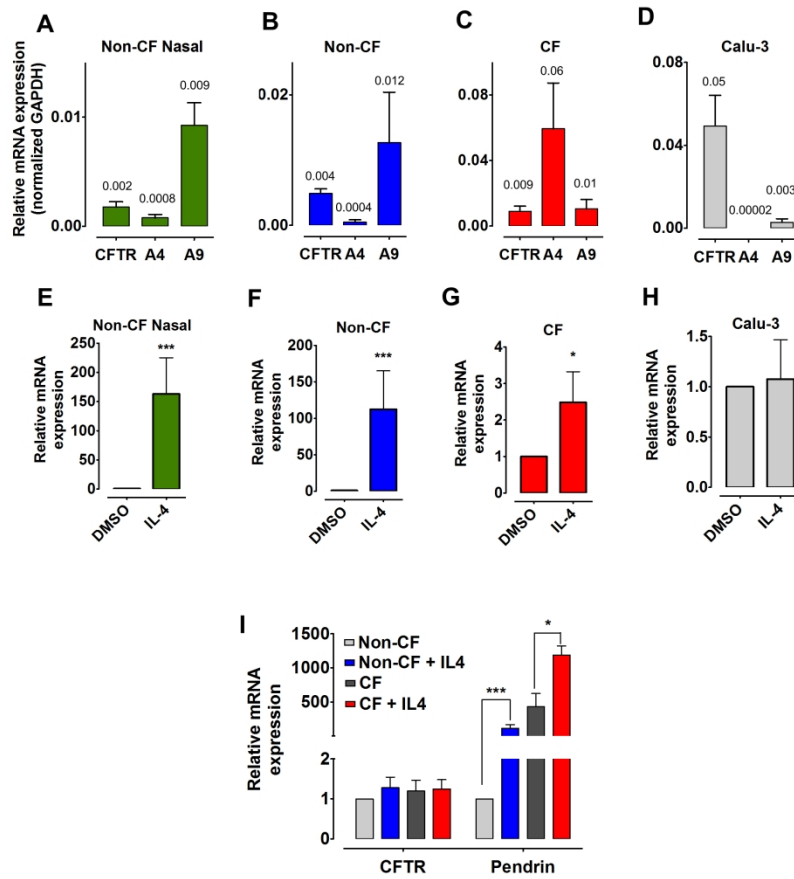 A
Non-CF Nasal
Relative mRNA expression
(normalized GAPDH)
0.01
0.00
0.002
0.0008
0.009
CFTR A4 A9
B
Non-CF
0.02
0.00
0.004
0.0004
0.012
CFTR A4 A9
C
CF
0.12
0.08
0.04
0.00
0.009
0.06
0.01
CFTR A4 A9
D
Calu-3
0.08
0.04
0.00
0.05
0.00002
0.003
CFTR A4 A9
E
Non-CF Nasal
Relative mRNA
expression
250
200
150
100
50
0
***
DMSO IL-4
F
Non-CF
Relative mRNA
expression
200
150
100
50
0
***
DMSO IL-4
G
CF
Relative mRNA
expression
4
3
2
1
0
*
DMSO IL-4
H
Calu-3
Relative mRNA
expression
1.5
1.0
0.5
0.0
DMSO IL-4
I
Relative mRNA
expression
1500
1000
500
2
1
0
Non-CF
Non-CF + IL4
CF
CF + IL4
***
*
CFTR Pendrin